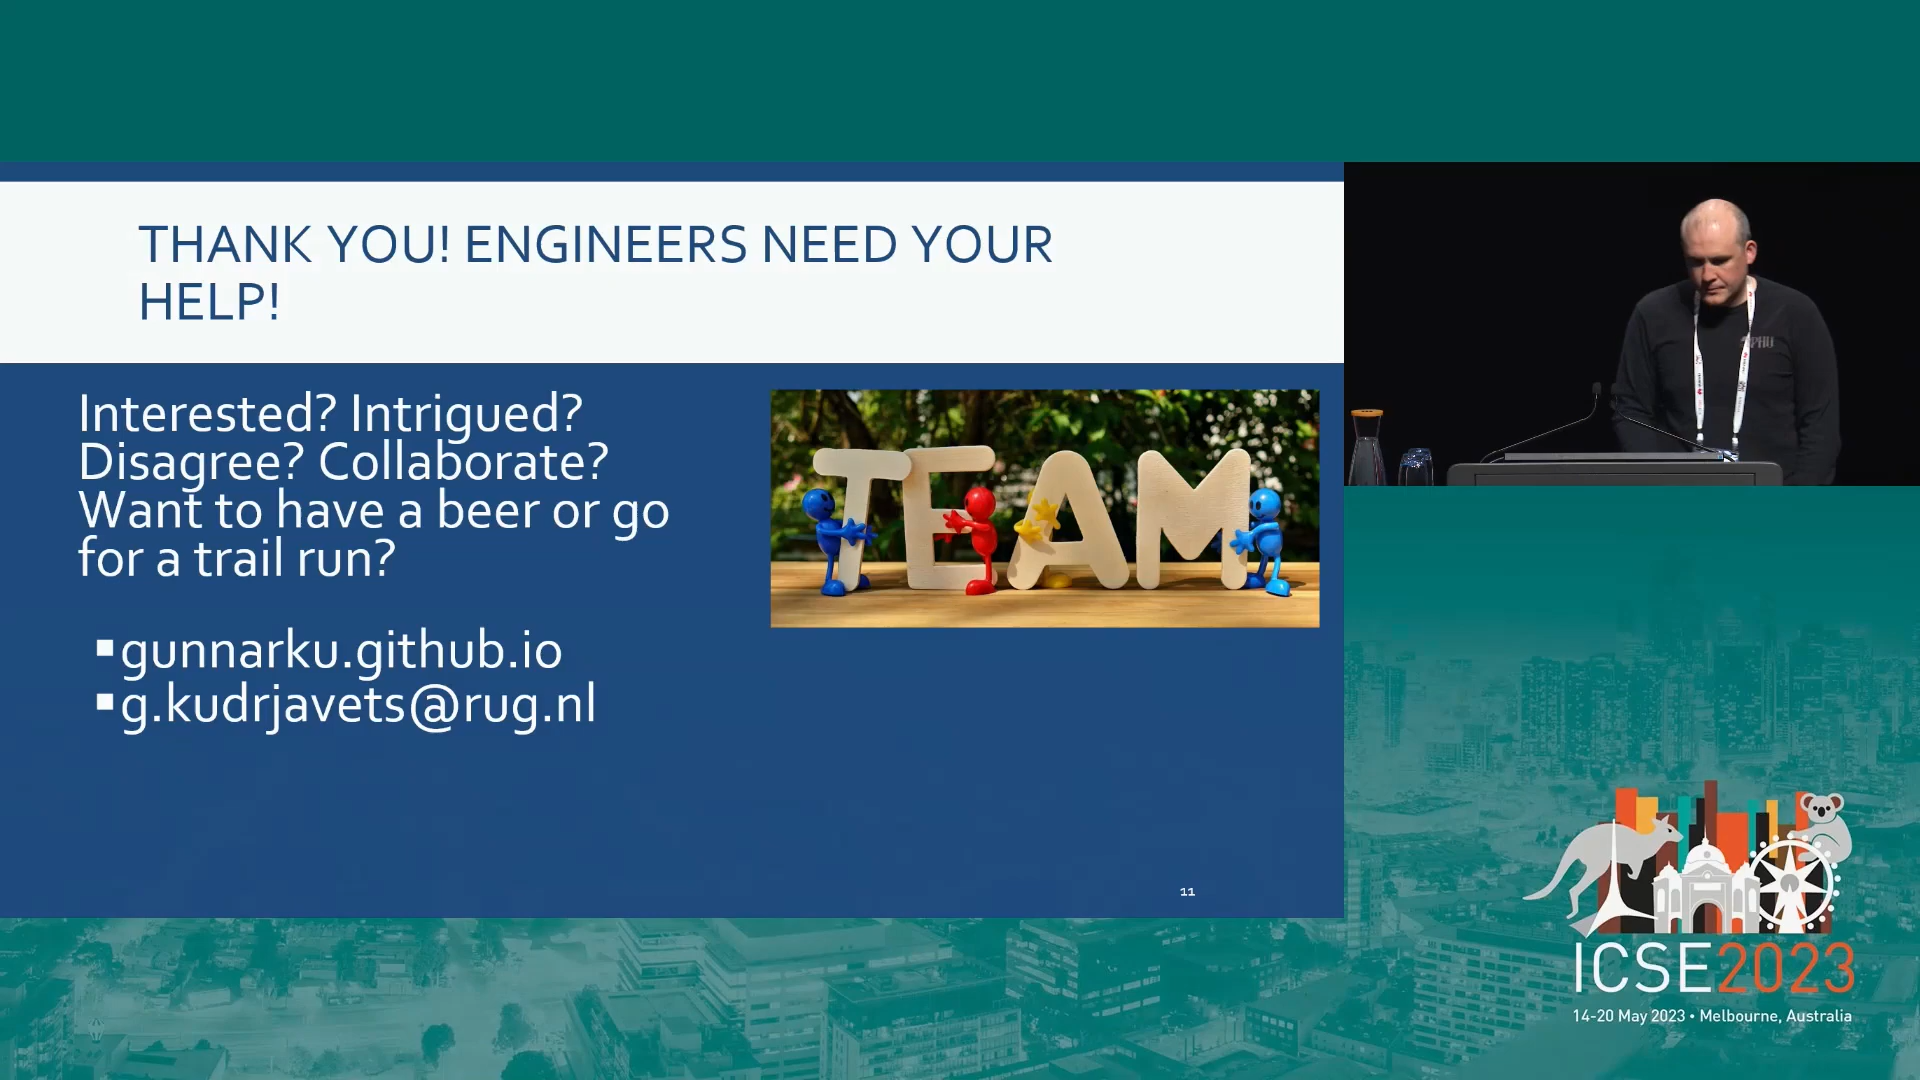 THANK YOU! ENGINEERS NEED YOUR
HELP!
Interested? Intrigued?
Disagree? Collaborate?
Want to have a beer or go
for a trail run?
TEAM
▪gunnarku.github.io
▪g.kudrjavets@rug.nl
11
ICSE2023
14-20 May 2023 • Melbourne, Australia